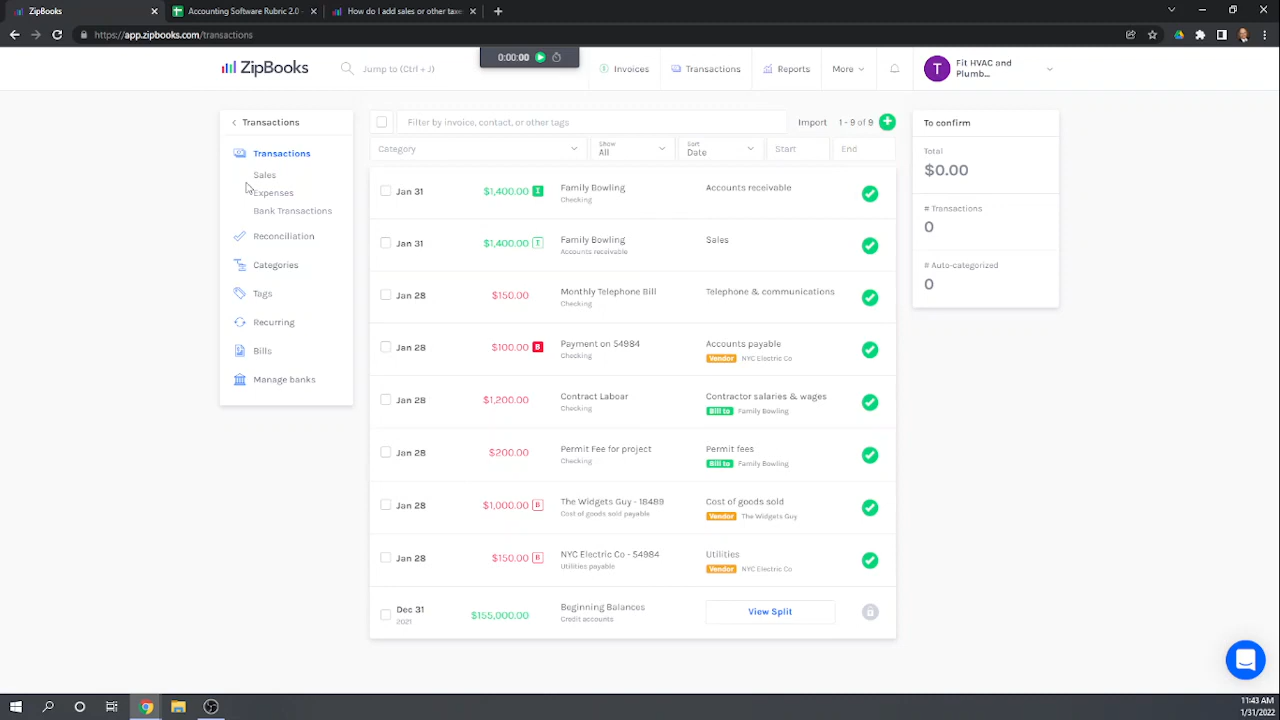 ZipBooks
Accounting Software Rubric 2.0 -
How do I add sales or other taxes
https://app.zipbooks.com/transactions
ZipBooks
Jump to (Ctrl + J)
0:00:00
Invoices
Transactions
Reports
More
T
Fit HVAC and
Plumb...
Transactions
Transactions
Sales
Expenses
Bank Transactions
Reconciliation
Categories
Tags
Recurring
Bills
Manage banks
Filter by invoice, contact, or other tags
Import
1 - 9 of 9
Category
Show
All
Sort
Date
Start
End
Jan 31 $1,400.00 I Family Bowling Accounts receivable
Checking
Jan 31 $1,400.00 I Family Bowling Sales
Accounts receivable
Jan 28 $150.00 Monthly Telephone Bill Telephone & communications
Checking
Jan 28 $100.00 B Payment on 54984 Accounts payable
Checking Vendor NYC Electric Co
Jan 28 $1,200.00 Contract Laboar Contractor salaries & wages
Checking Bill to Family Bowling
Jan 28 $200.00 Permit Fee for project Permit fees
Checking Bill to Family Bowling
Jan 28 $1,000.00 B The Widgets Guy - 18489 Cost of goods sold
Cost of goods sold payable Vendor The Widgets Guy
Jan 28 $150.00 B NYC Electric Co - 54984 Utilities
Utilities payable Vendor NYC Electric Co
Dec 31 $155,000.00 Beginning Balances View Split
2021 Credit accounts
To confirm
Total
$0.00
# Transactions
0
# Auto-categorized
0
11:43 AM
1/31/2022